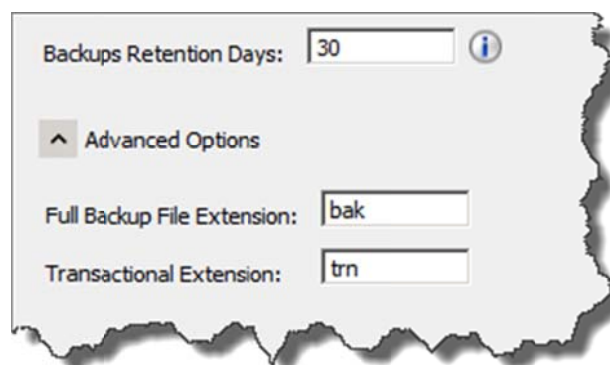 Backups Retention Days: 30
Advanced Options
Full Backup File Extension: bak
Transactional Extension: trn